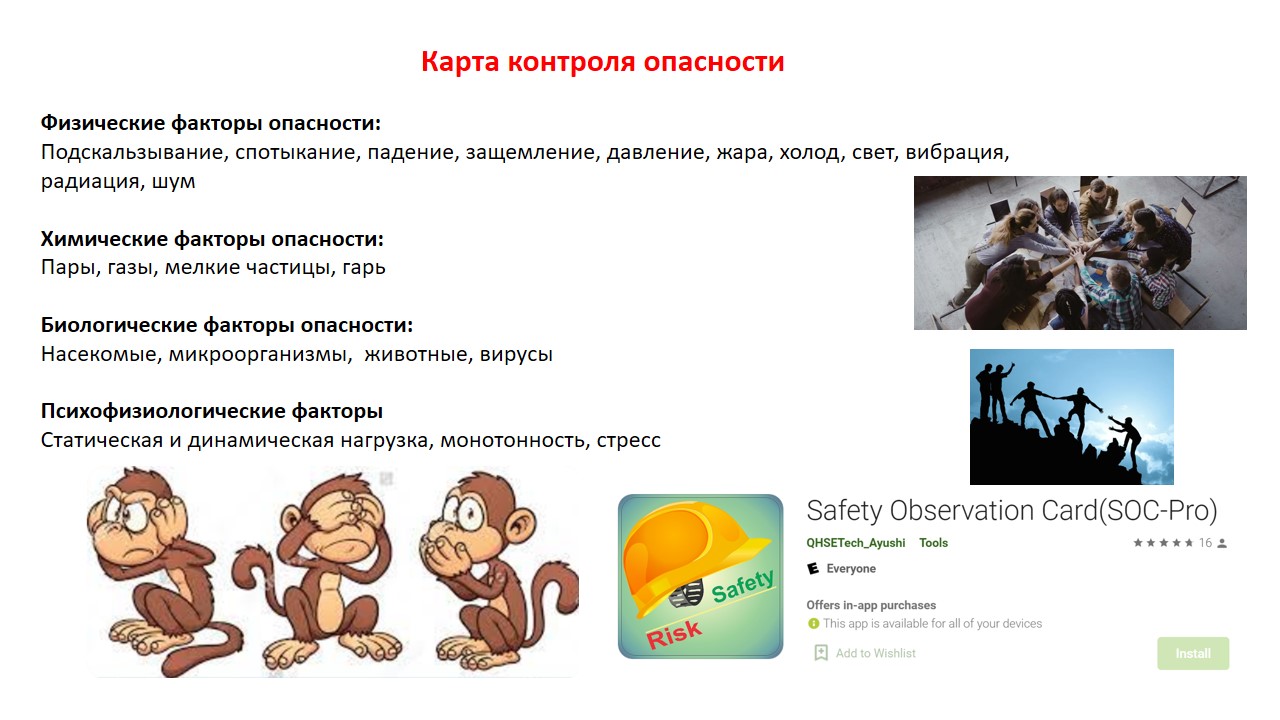 Карта контроля опасности
Физические факторы опасности:
Подскальзывание, спотыкание, падение, защемление, давление, жара, холод, свет, вибрация,
радиация, шум
Химические факторы опасности:
Пары, газы, мелкие частицы, гарь
Биологические факторы опасности:
Насекомые, микроорганизмы, животные, вирусы
Психофизиологические факторы
Статическая и динамическая нагрузка, монотонность, стресс
Safety
Risk
Safety Observation Card(SOC-Pro)
QHSETech_Ayushi Tools
16
E Everyone
Offers in-app purchases
This app is available for all of your devices
Add to Wishlist
Install